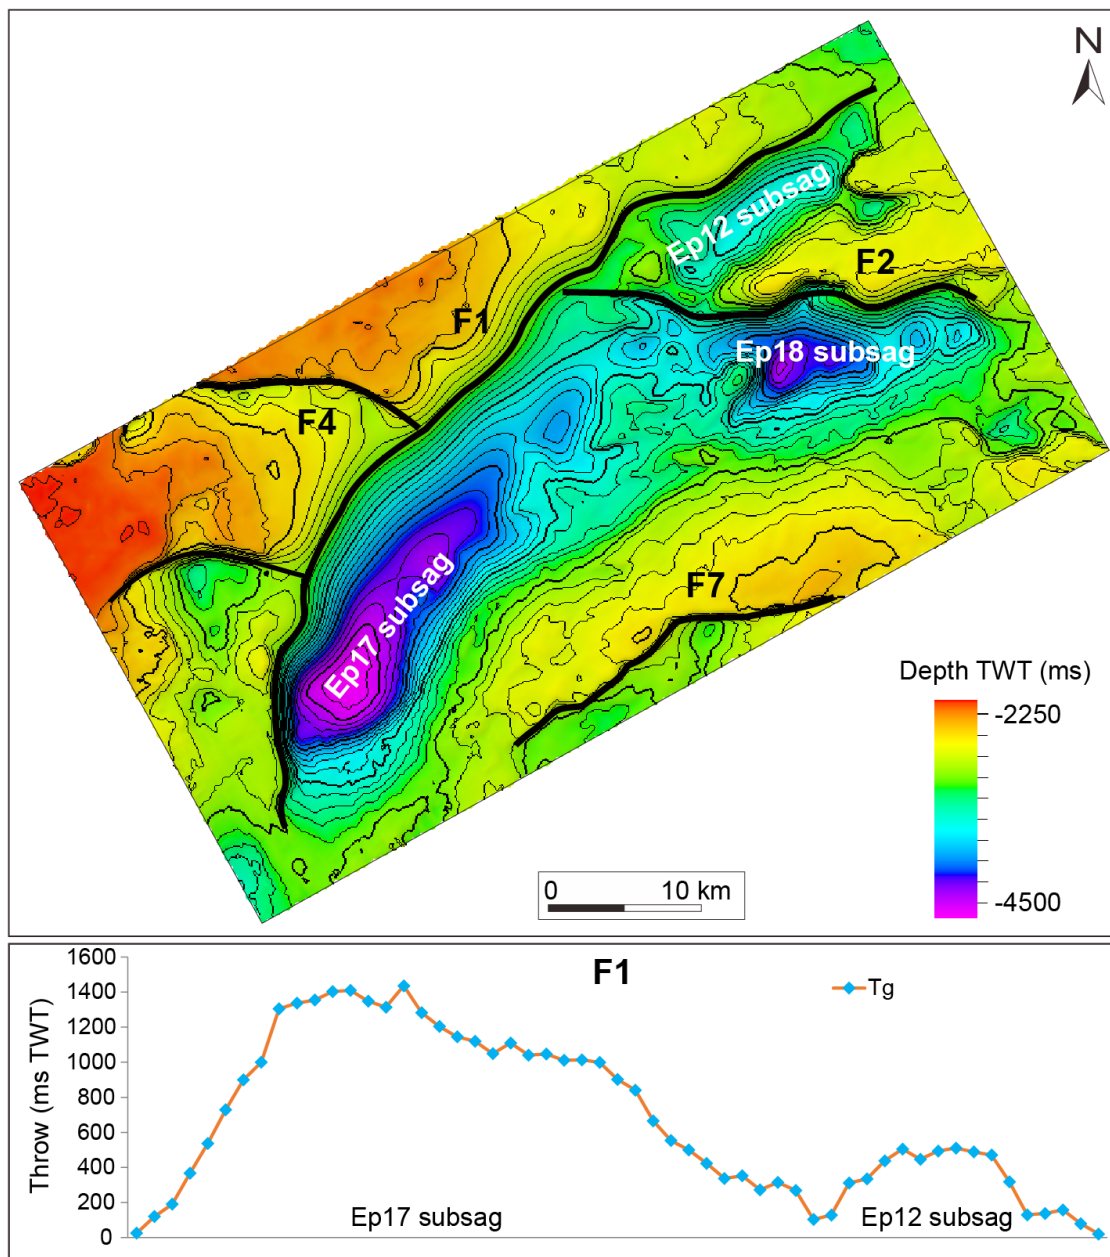 N
Ep12 subsag
F2
F1
Ep18 subsag
F4
Ep17 subsag
F7
Depth TWT (ms)
-2250
-4500
0 10 km
F1
Tg
Throw (ms TWT)
1600
1400
1200
1000
800
600
400
200
0
Ep17 subsag
Ep12 subsag